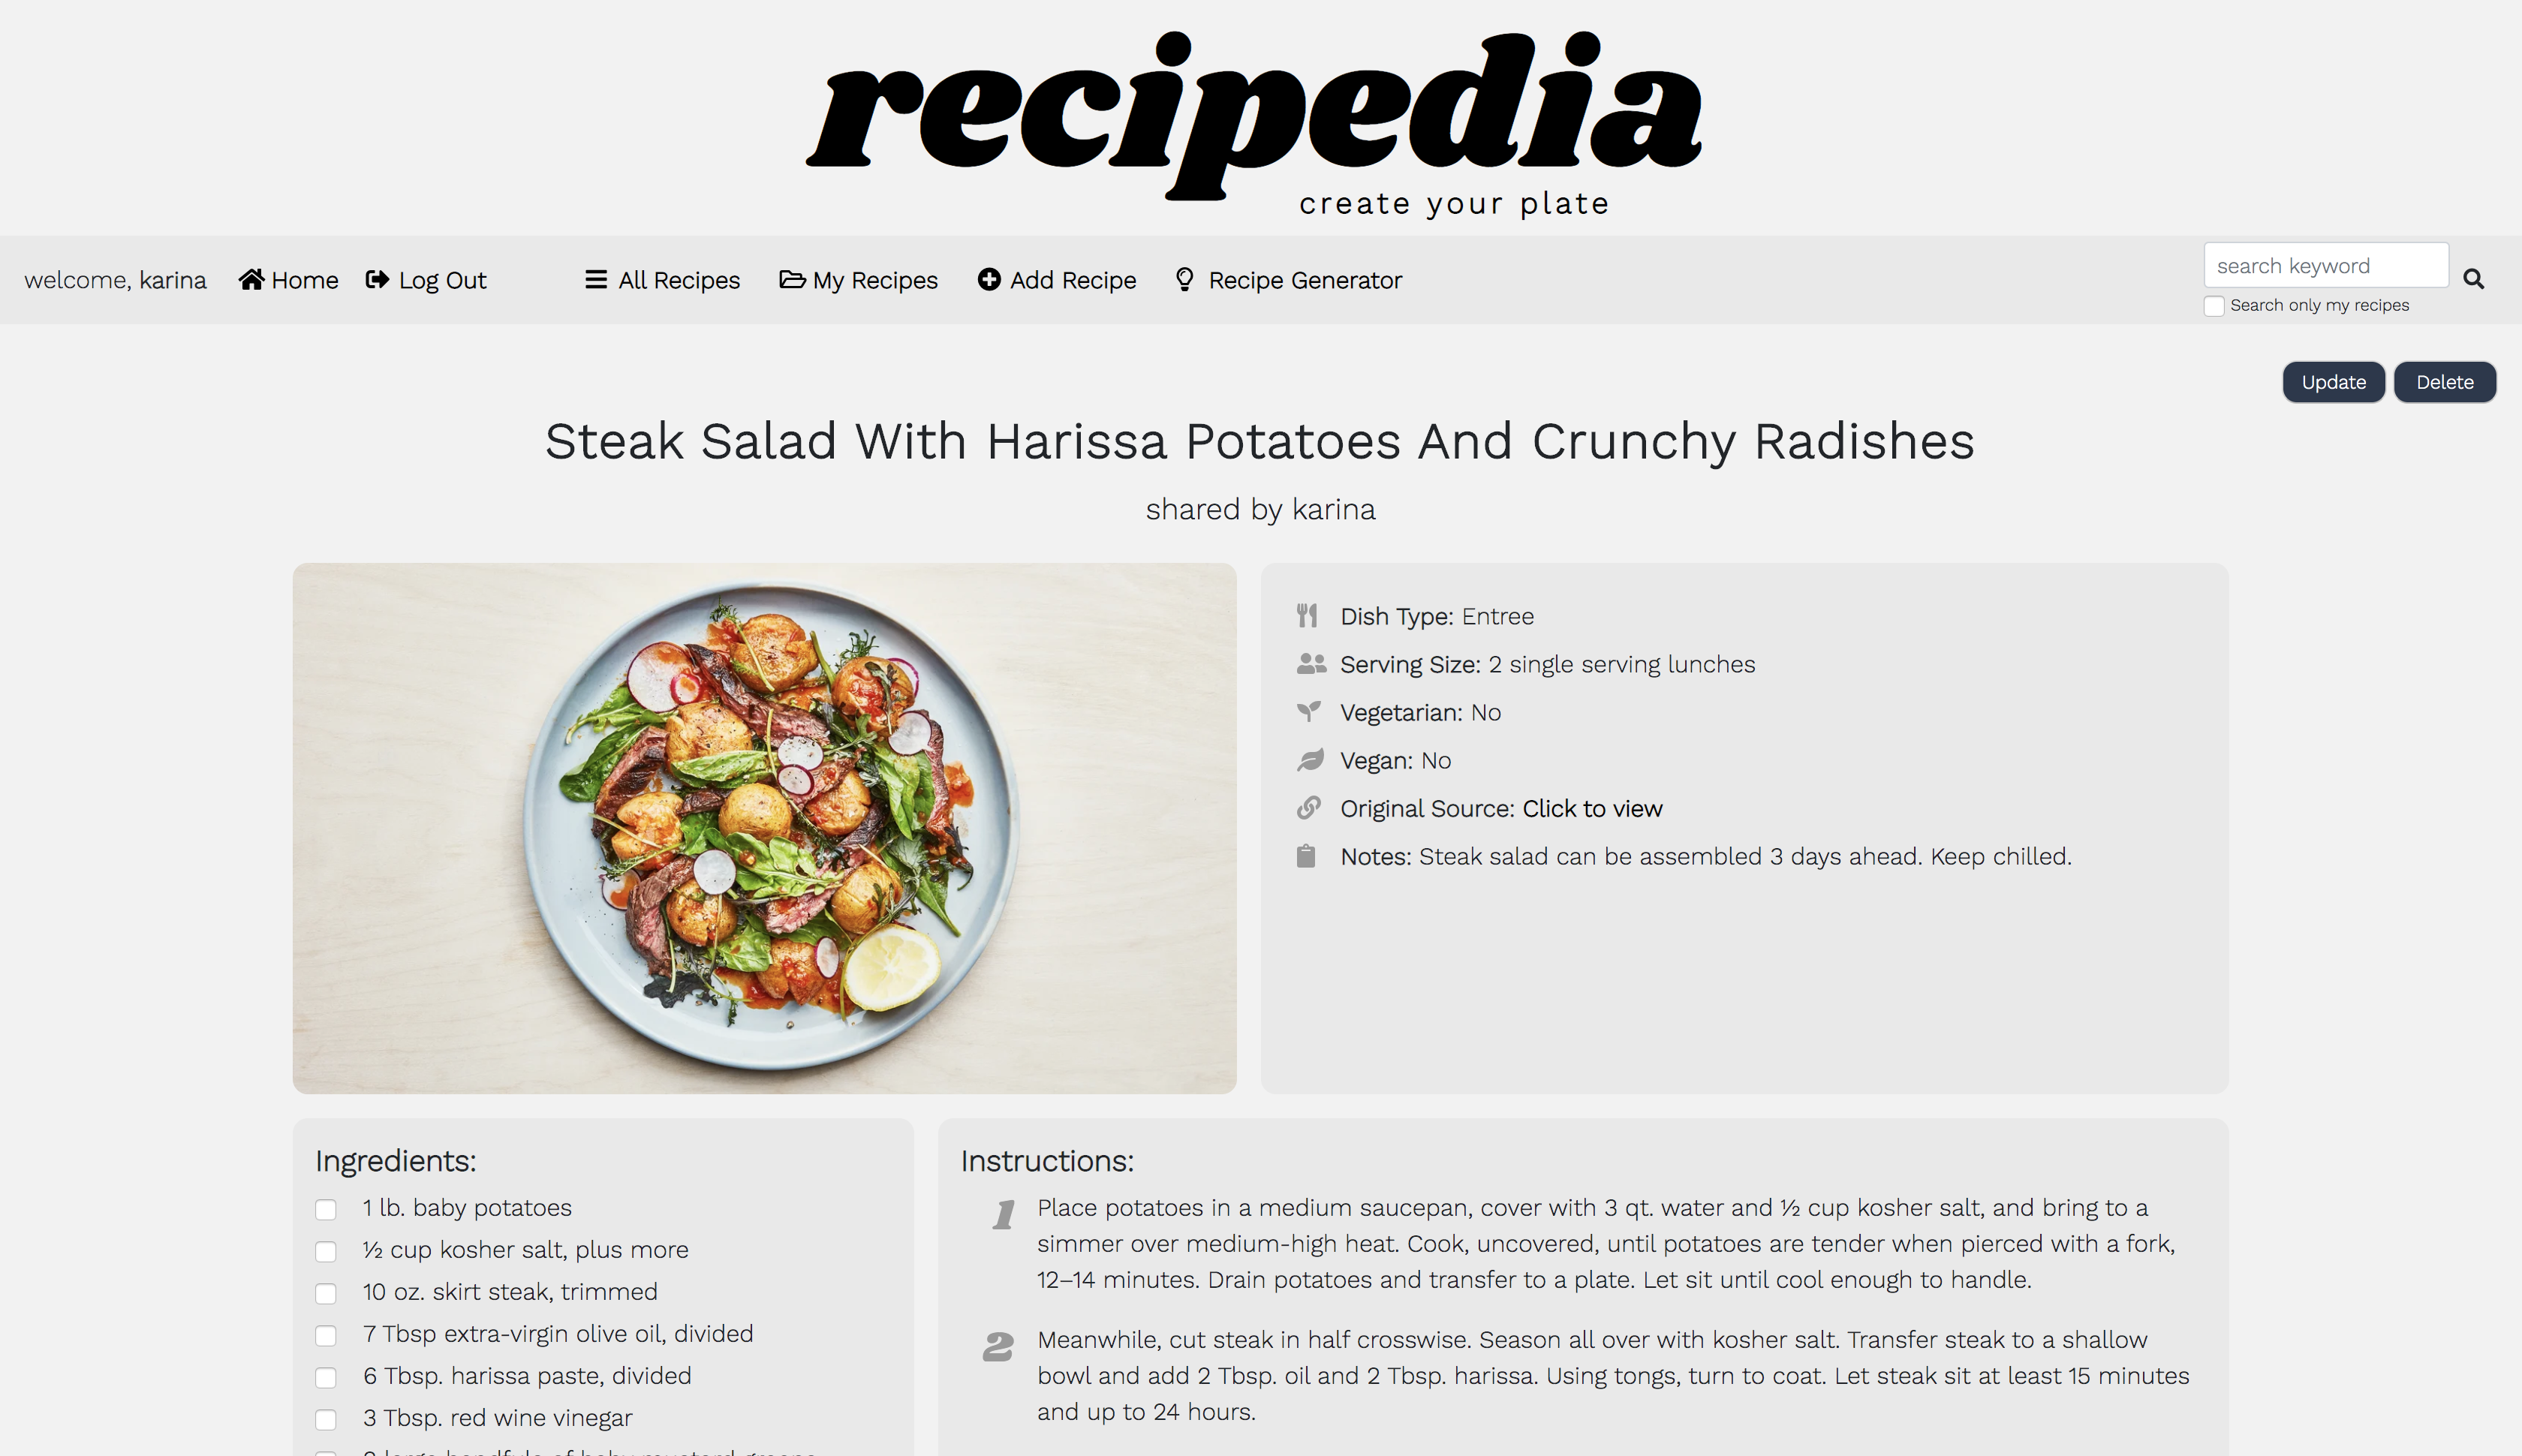 recipedia
create your plate
welcome, karina Home Log Out All Recipes My Recipes Add Recipe Recipe Generator search keyword
Search only my recipes
Update Delete
Steak Salad With Harissa Potatoes And Crunchy Radishes
shared by karina
Dish Type: Entree
Serving Size: 2 single serving lunches
Vegetarian: No
Vegan: No
Original Source: Click to view
Notes: Steak salad can be assembled 3 days ahead. Keep chilled.
Ingredients:
1 lb. baby potatoes
½ cup kosher salt, plus more
10 oz. skirt steak, trimmed
7 Tbsp extra-virgin olive oil, divided
6 Tbsp. harissa paste, divided
3 Tbsp. red wine vinegar
Instructions:
1 Place potatoes in a medium saucepan, cover with 3 qt. water and ½ cup kosher salt, and bring to a
simmer over medium-high heat. Cook, uncovered, until potatoes are tender when pierced with a fork,
12–14 minutes. Drain potatoes and transfer to a plate. Let sit until cool enough to handle.
2 Meanwhile, cut steak in half crosswise. Season all over with kosher salt. Transfer steak to a shallow
bowl and add 2 Tbsp. oil and 2 Tbsp. harissa. Using tongs, turn to coat. Let steak sit at least 15 minutes
and up to 24 hours.